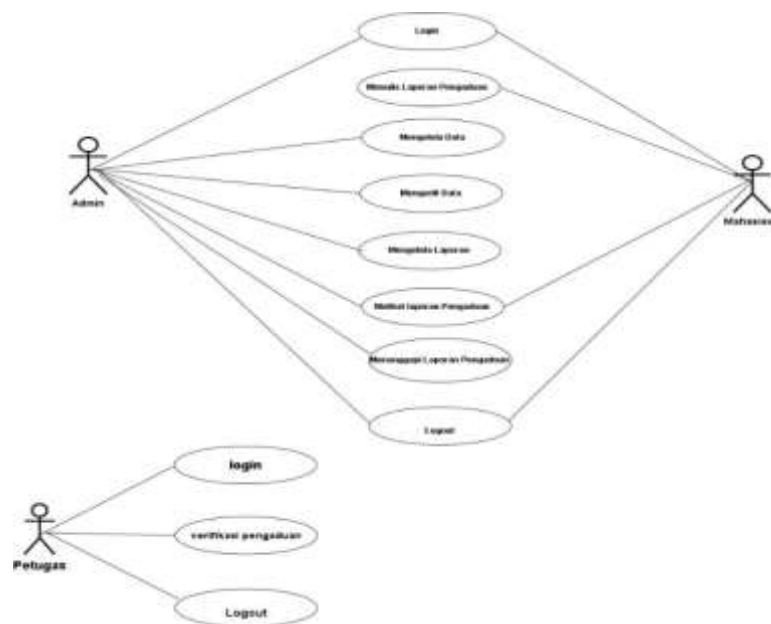 Login
Menulis Laporan Pengaduan
Mengelola Data
Admin
Mengedit Data
Mahasiswa
Mengelola Laporan
Melihat laporan Pengaduan
Menanggapi Laporan Pengaduan
Logout
login
verifikasi pengaduan
Petugas
Logout